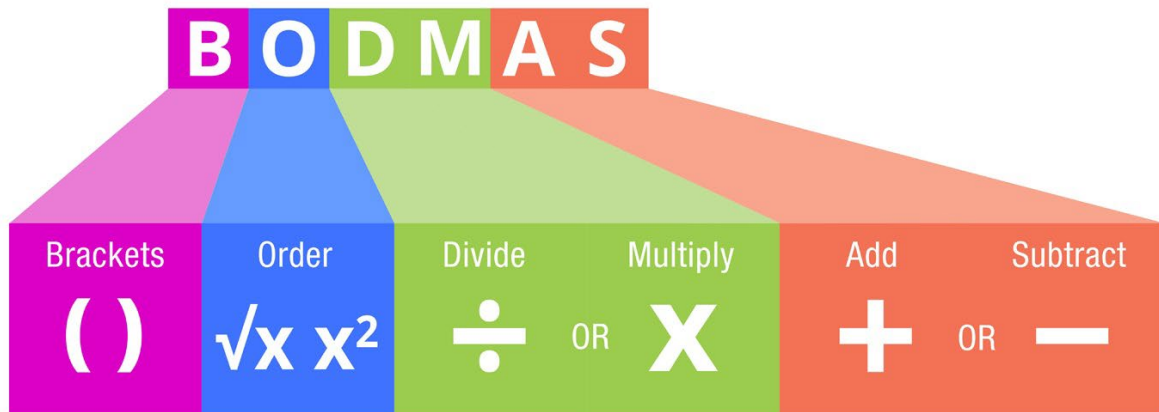 BODMAS
Brackets Order Divide Multiply Add Subtract
( ) √x x² ÷ OR x + OR −